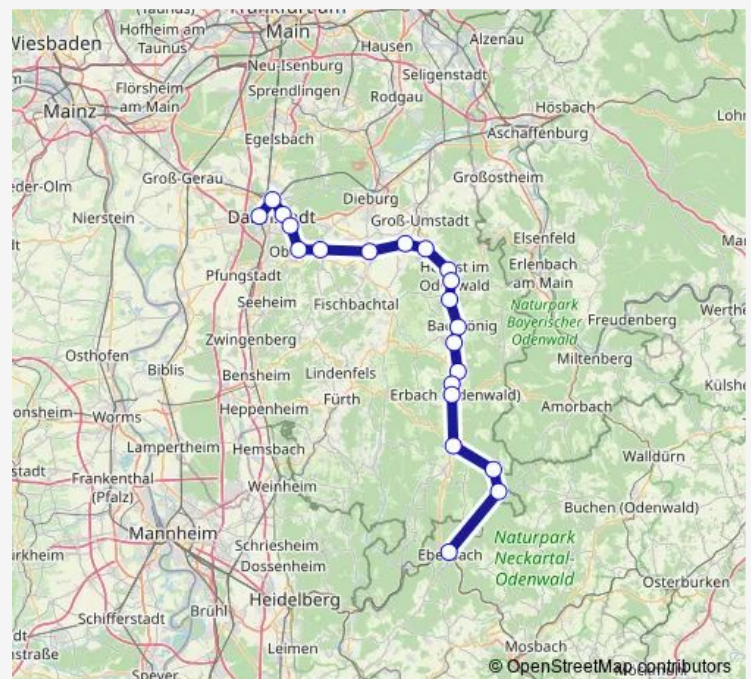 Hofheim am
Taunus
Main
Hausen
Alzenau
Wiesbaden
Neu-Isenburg
Seligenstadt
Flörsheim
am Main
Sprendlingen
Rodgau
Hösbach
Mainz
Aschaffenburg
Egelsbach
Groß-Gerau
Großostheim
Dieburg
Nierstein
Groß-Umstadt
Elsenfeld
Pfungstadt
Erlenbach
am Main
Seeheim
Fischbachtal
Naturpark
Bayerischer
Odenwald
Freudenberg
Zwingenberg
Osthofen
Biblis
Miltenberg
Bensheim
Lindenfels
Fürth
Heppenheim
Amorbach
Worms
Lampertheim
Hemsbach
Walldürn
Frankenthal
(Pfalz)
Weinheim
Buchen (Odenwald)
Mannheim
Schriesheim
Dossenheim
Naturpark
Neckartal-
Odenwald
Osterburken
Brühl
Heidelberg
Schifferstadt
Leimen
Mosbach
Speyer
© OpenStreetMap contributors